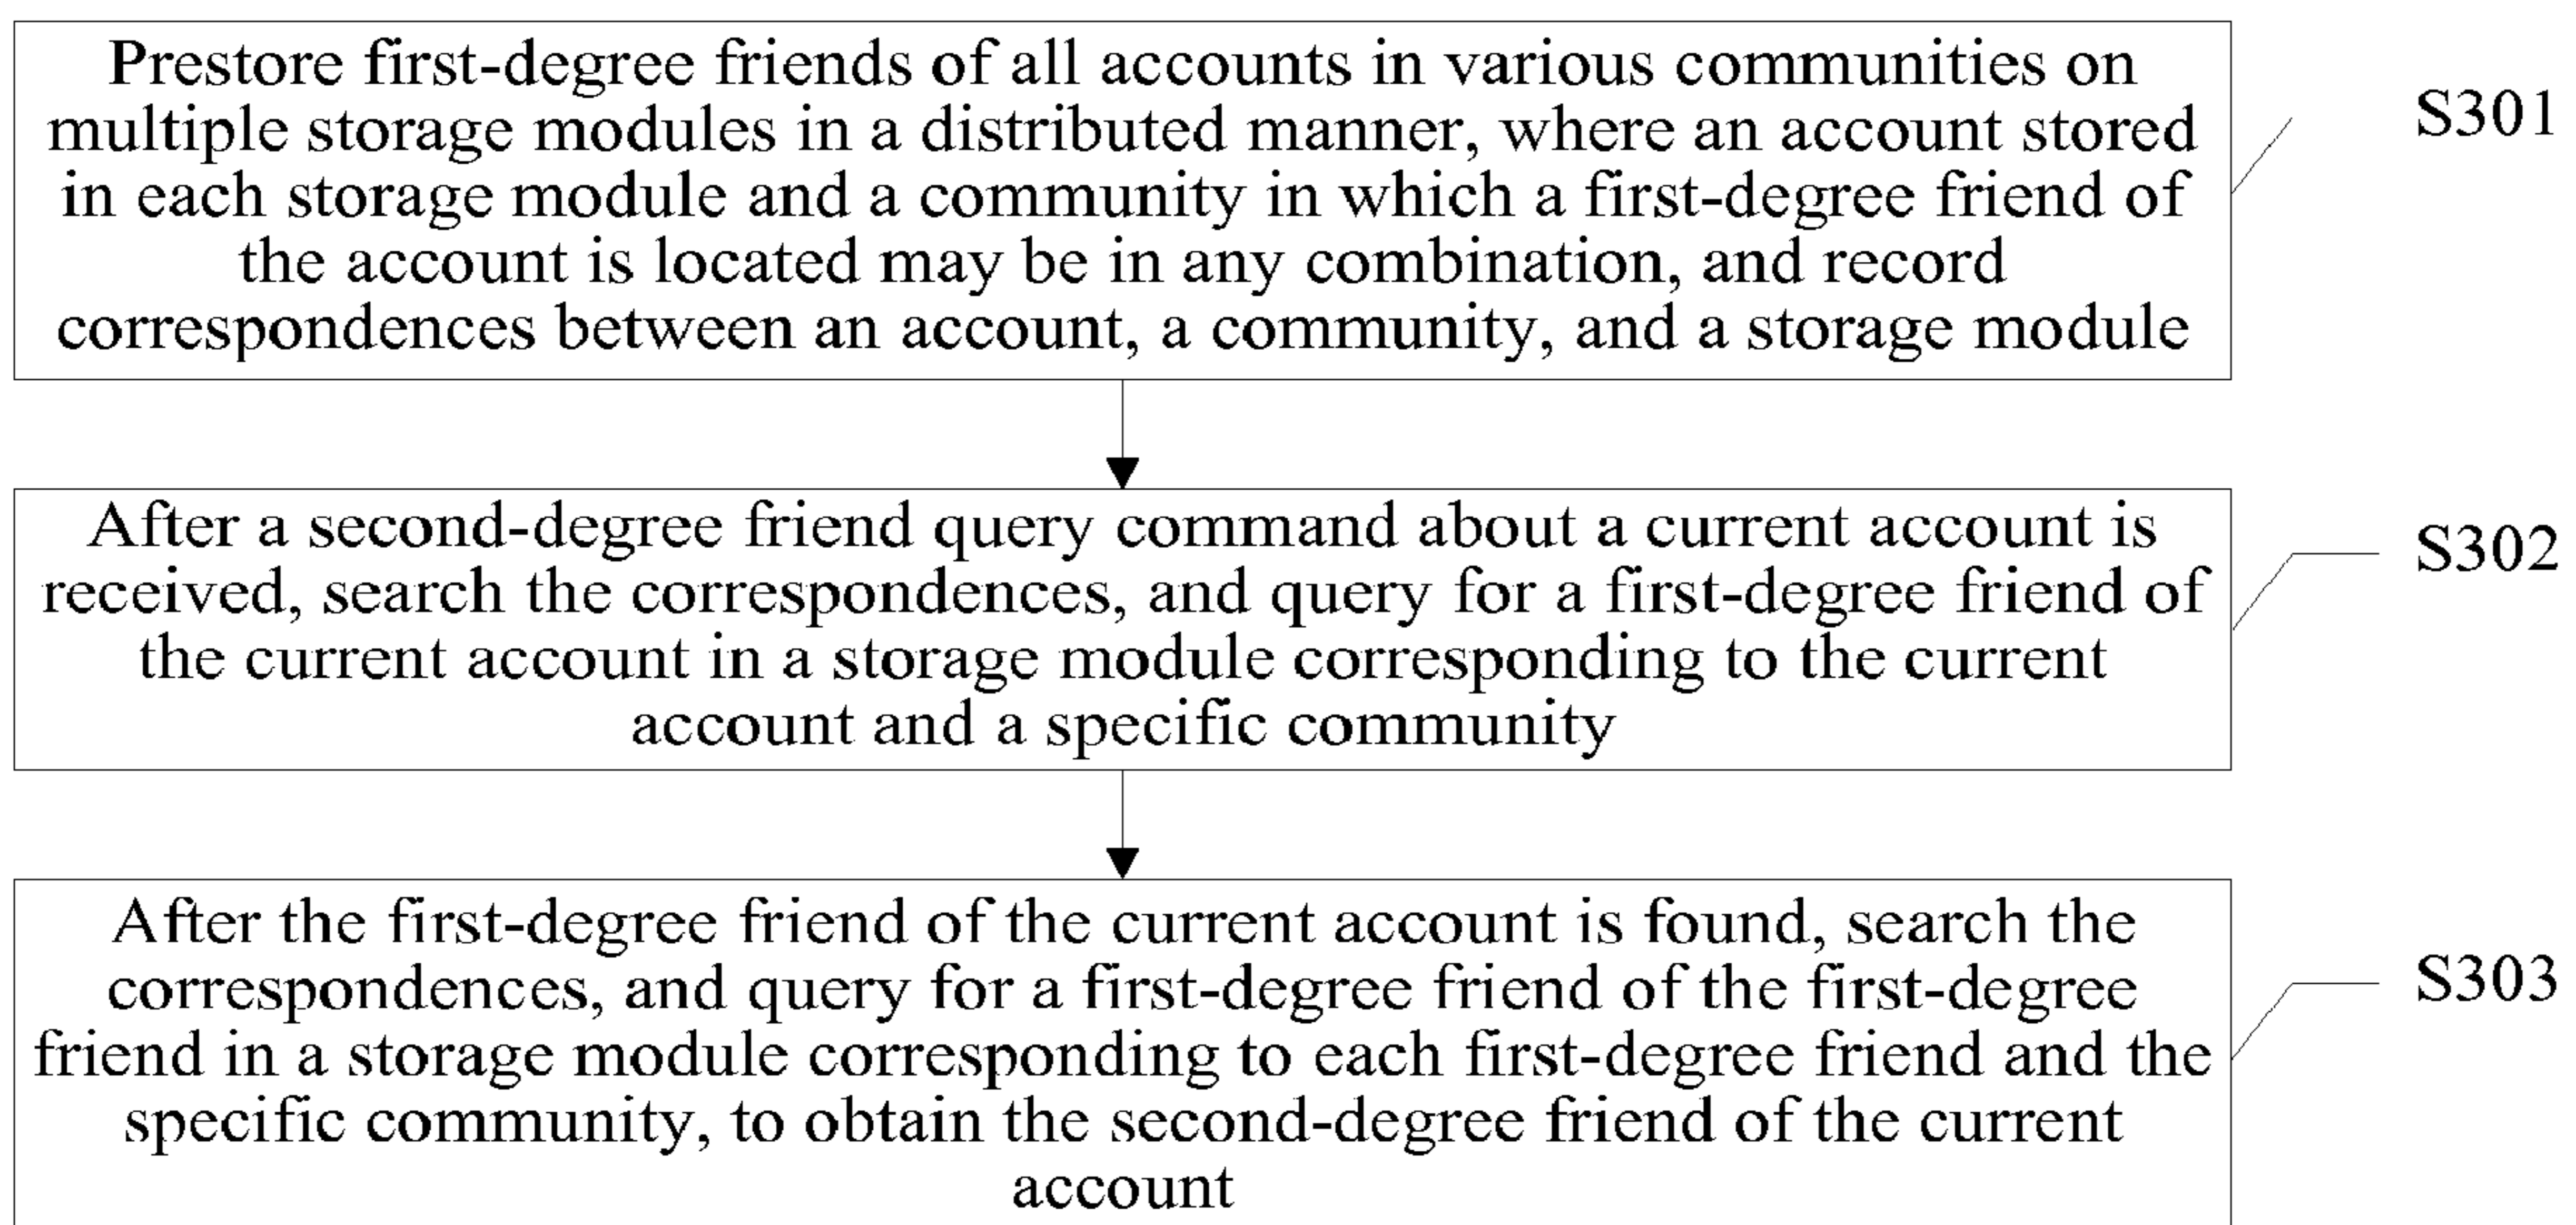 Prestore first-degree friends of all accounts in various communities on
multiple storage modules in a distributed manner, where an account stored
in each storage module and a community in which a first-degree friend of
the account is located may be in any combination, and record
correspondences between an account, a community, and a storage module
S301
After a second-degree friend query command about a current account is
received, search the correspondences, and query for a first-degree friend of
the current account in a storage module corresponding to the current
account and a specific community
S302
After the first-degree friend of the current account is found, search the
correspondences, and query for a first-degree friend of the first-degree
friend in a storage module corresponding to each first-degree friend and the
specific community, to obtain the second-degree friend of the current
account
S303